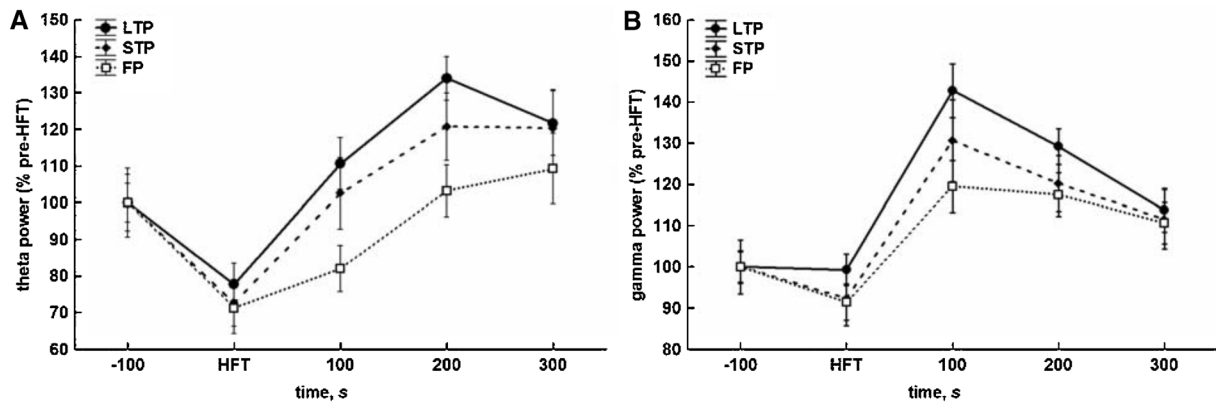 A
theta power (% pre-HFT)
150
140
130
120
110
100
90
80
70
60
LTP
STP
FP
-100
HFT
100
200
300
time, s
B
gamma power (% pre-HFT)
160
150
140
130
120
110
100
90
80
LTP
STP
FP
-100
HFT
100
200
300
time, s